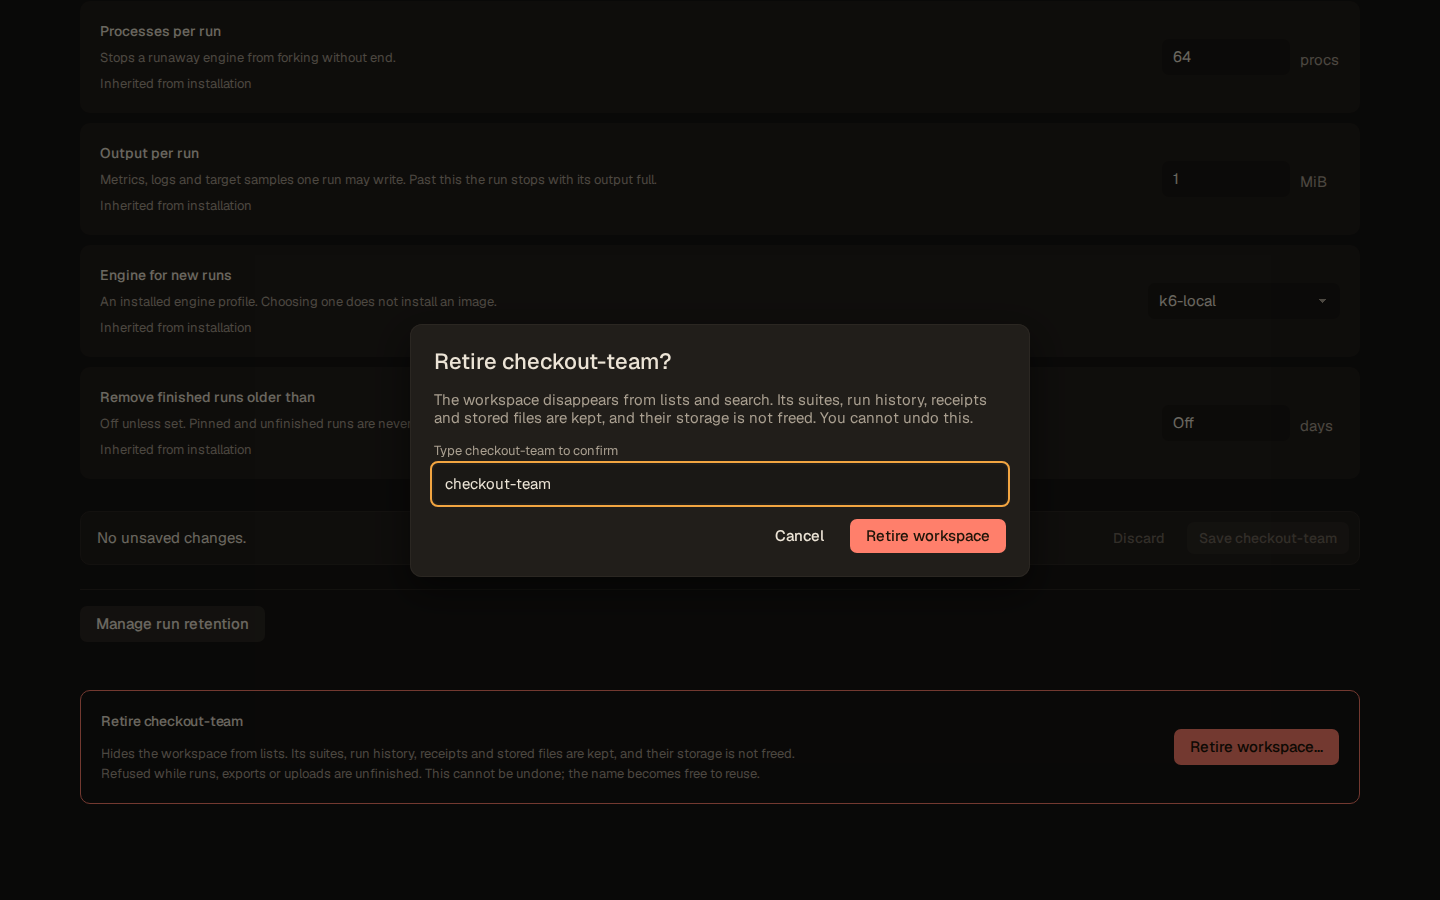 Processes per run
Stops a runaway engine from forking without end.
Inherited from installation
64 procs
Output per run
Metrics, logs and target samples one run may write. Past this the run stops with its output full.
Inherited from installation
1 MiB
Engine for new runs
An installed engine profile. Choosing one does not install an image.
Inherited from installation
k6-local
Remove finished runs older than
Off unless set. Pinned and unfinished runs are never
Inherited from installation
Off days
Retire checkout-team?
The workspace disappears from lists and search. Its suites, run history, receipts
and stored files are kept, and their storage is not freed. You cannot undo this.
Type checkout-team to confirm
checkout-team
Cancel Retire workspace
No unsaved changes.
Discard Save checkout-team
Manage run retention
Retire checkout-team
Hides the workspace from lists. Its suites, run history, receipts and stored files are kept, and their storage is not freed.
Refused while runs, exports or uploads are unfinished. This cannot be undone; the name becomes free to reuse.
Retire workspace…